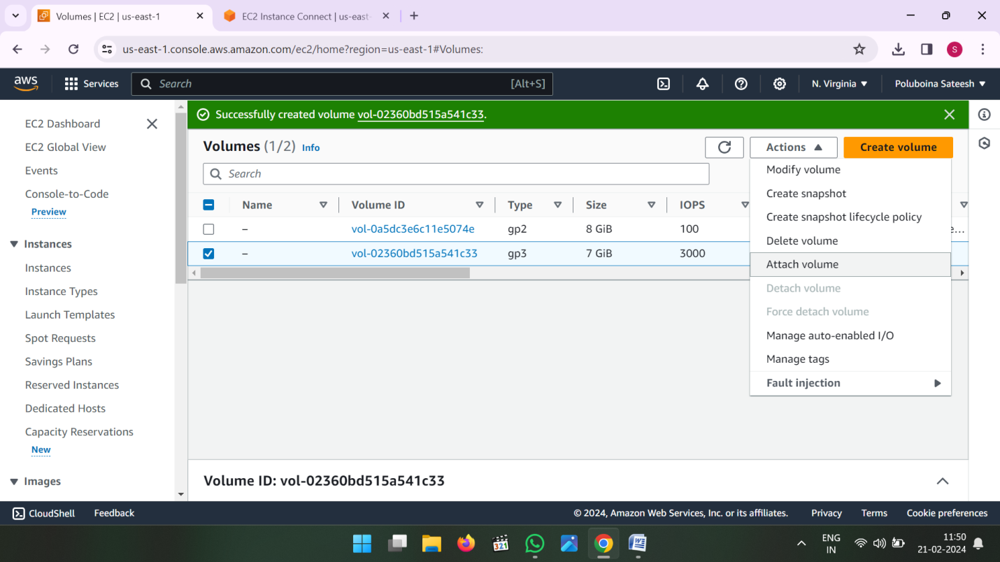 Volumes | EC2 | us-east-1
EC2 Instance Connect | us-east-
us-east-1.console.aws.amazon.com/ec2/home?region=us-east-1#Volumes:
S
aws
Services
Search
[Alt+S]
N. Virginia
Poluboina Sateesh
EC2 Dashboard
EC2 Global View
Events
Console-to-Code
Preview
Instances
Instances
Instance Types
Launch Templates
Spot Requests
Savings Plans
Reserved Instances
Dedicated Hosts
Capacity Reservations
New
Images
Successfully created volume vol-02360bd515a541c33.
Volumes (1/2) Info
Actions
Create volume
Search
Name Volume ID Type Size IOPS
– vol-0a5dc3e6c11e5074e gp2 8 GiB 100 e...
– vol-02360bd515a541c33 gp3 7 GiB 3000
Modify volume
Create snapshot
Create snapshot lifecycle policy
Delete volume
Attach volume
Detach volume
Force detach volume
Manage auto-enabled I/O
Manage tags
Fault injection
Volume ID: vol-02360bd515a541c33
CloudShell Feedback © 2024, Amazon Web Services, Inc. or its affiliates. Privacy Terms Cookie preferences
321
ENG
IN
11:50
21-02-2024